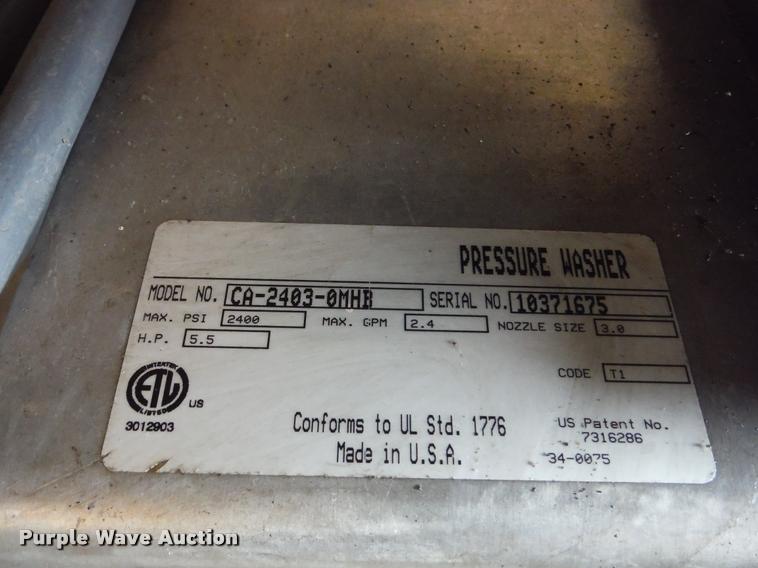 PRESSURE WASHER
MODEL NO. CA-2403-0MHB SERIAL NO. 10371675
MAX. PSI 2400 MAX. GPM 2.4 NOZZLE SIZE 3.0
H.P. 5.5
CODE T1
INTERTEK
ETL
LISTED
US
3012903
Conforms to UL Std. 1776
Made in U.S.A.
US Patent No.
7316286
34-0075
Purple Wave Auction